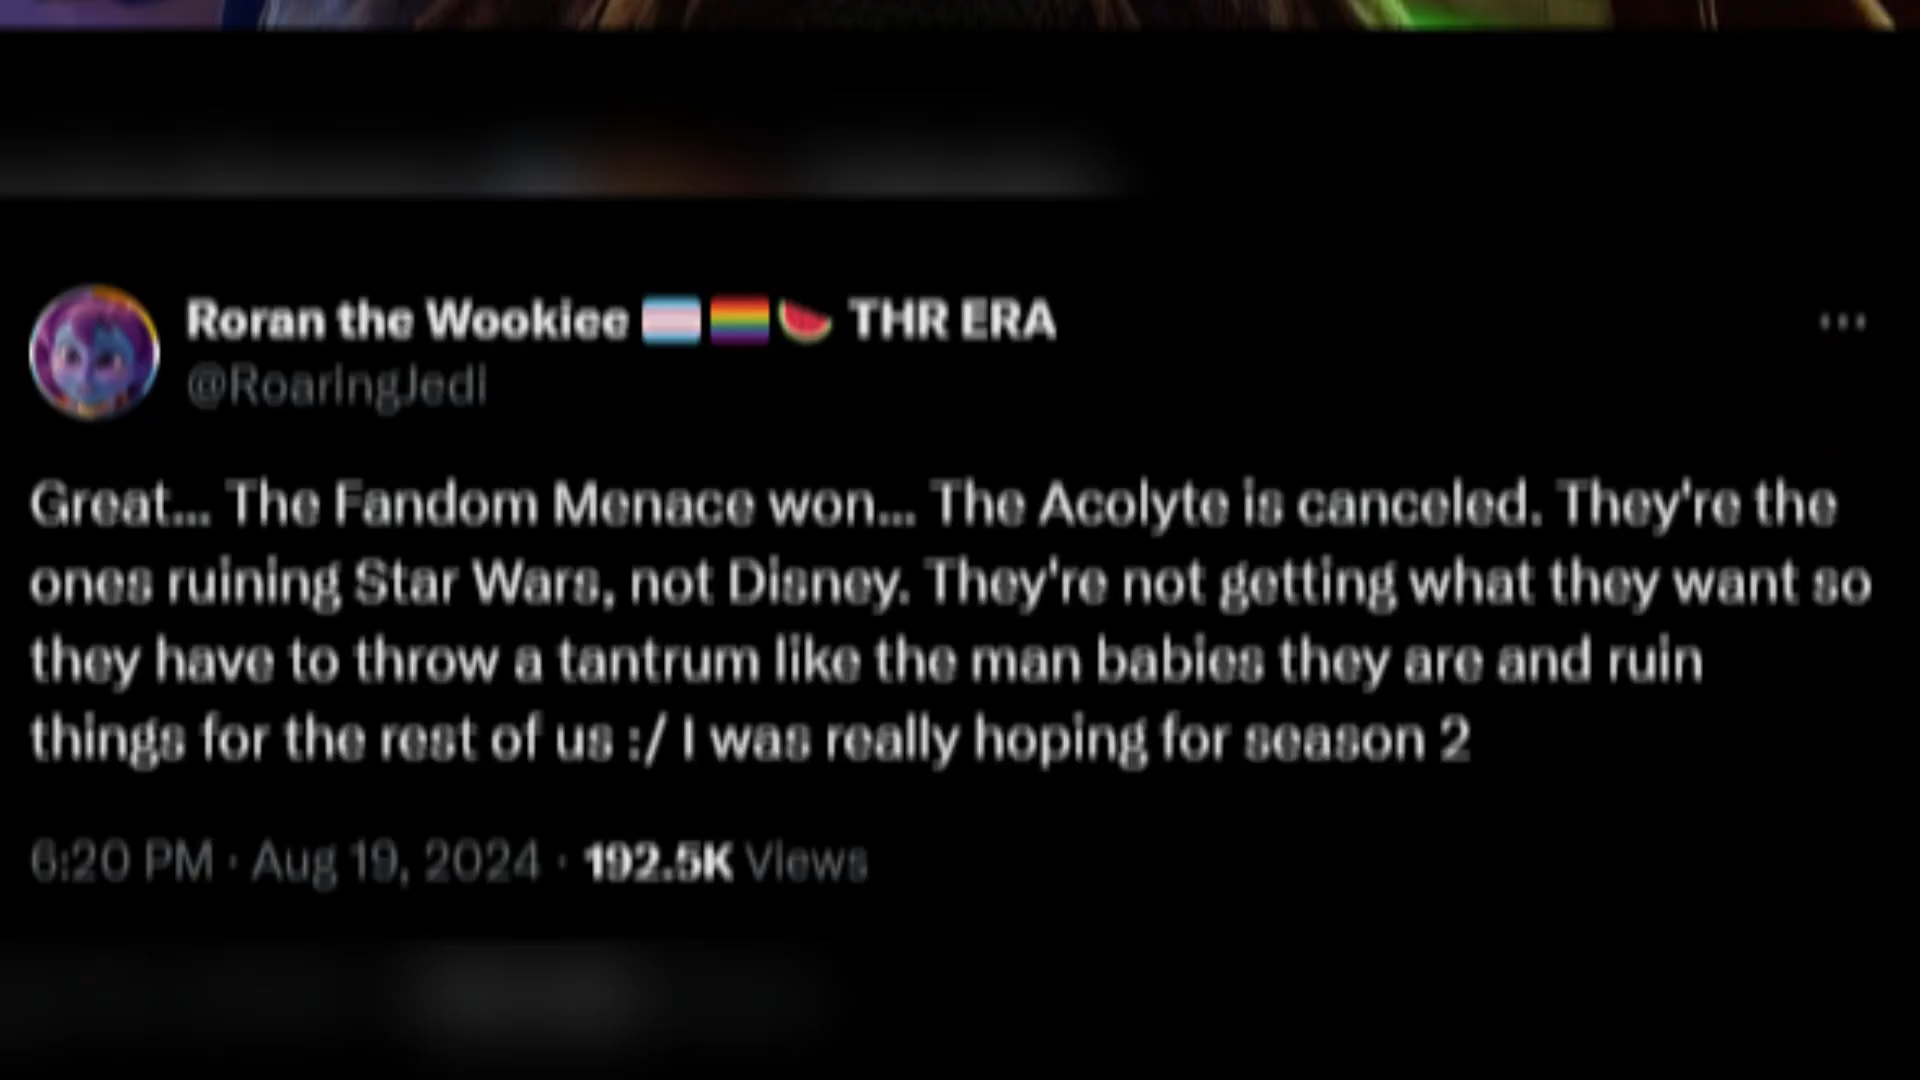 Roran the Wookiee 🏳️‍⚧️🏳️‍🌈🍉 THR ERA
@RoaringJedi
Great... The Fandom Menace won... The Acolyte is canceled. They're the
ones ruining Star Wars, not Disney. They're not getting what they want so
they have to throw a tantrum like the man babies they are and ruin
things for the rest of us :/ I was really hoping for season 2
6:20 PM · Aug 19, 2024 · 192.5K Views